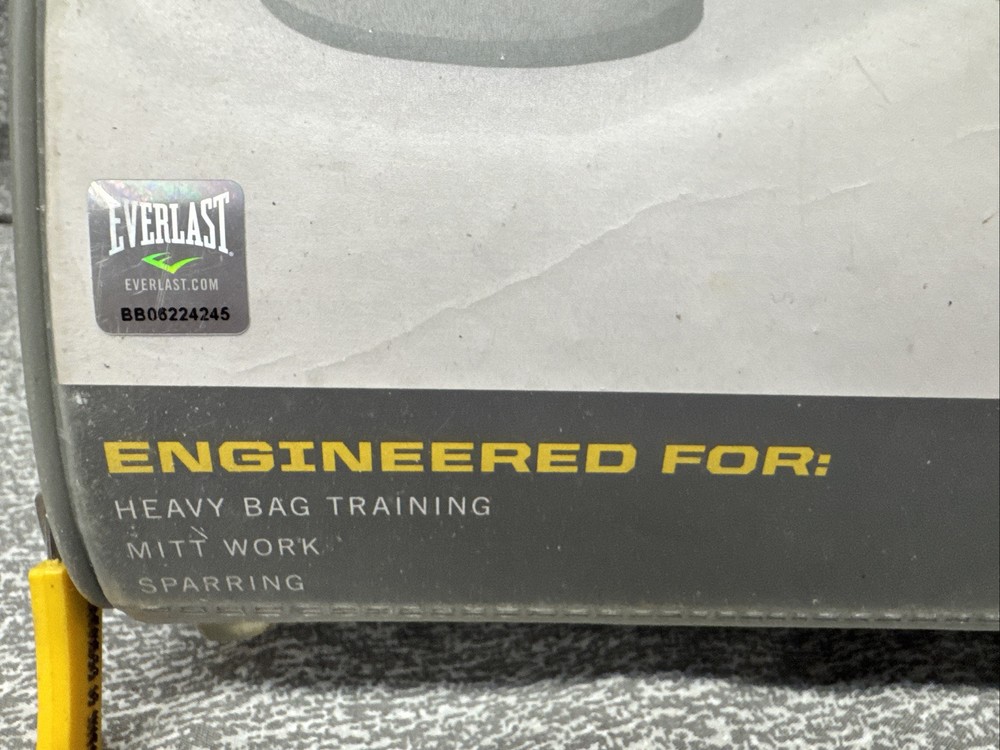 EVERLAST
EVERLAST.COM
BB06224245
ENGINEERED FOR:
HEAVY BAG TRAINING
MITT WORK
SPARRING